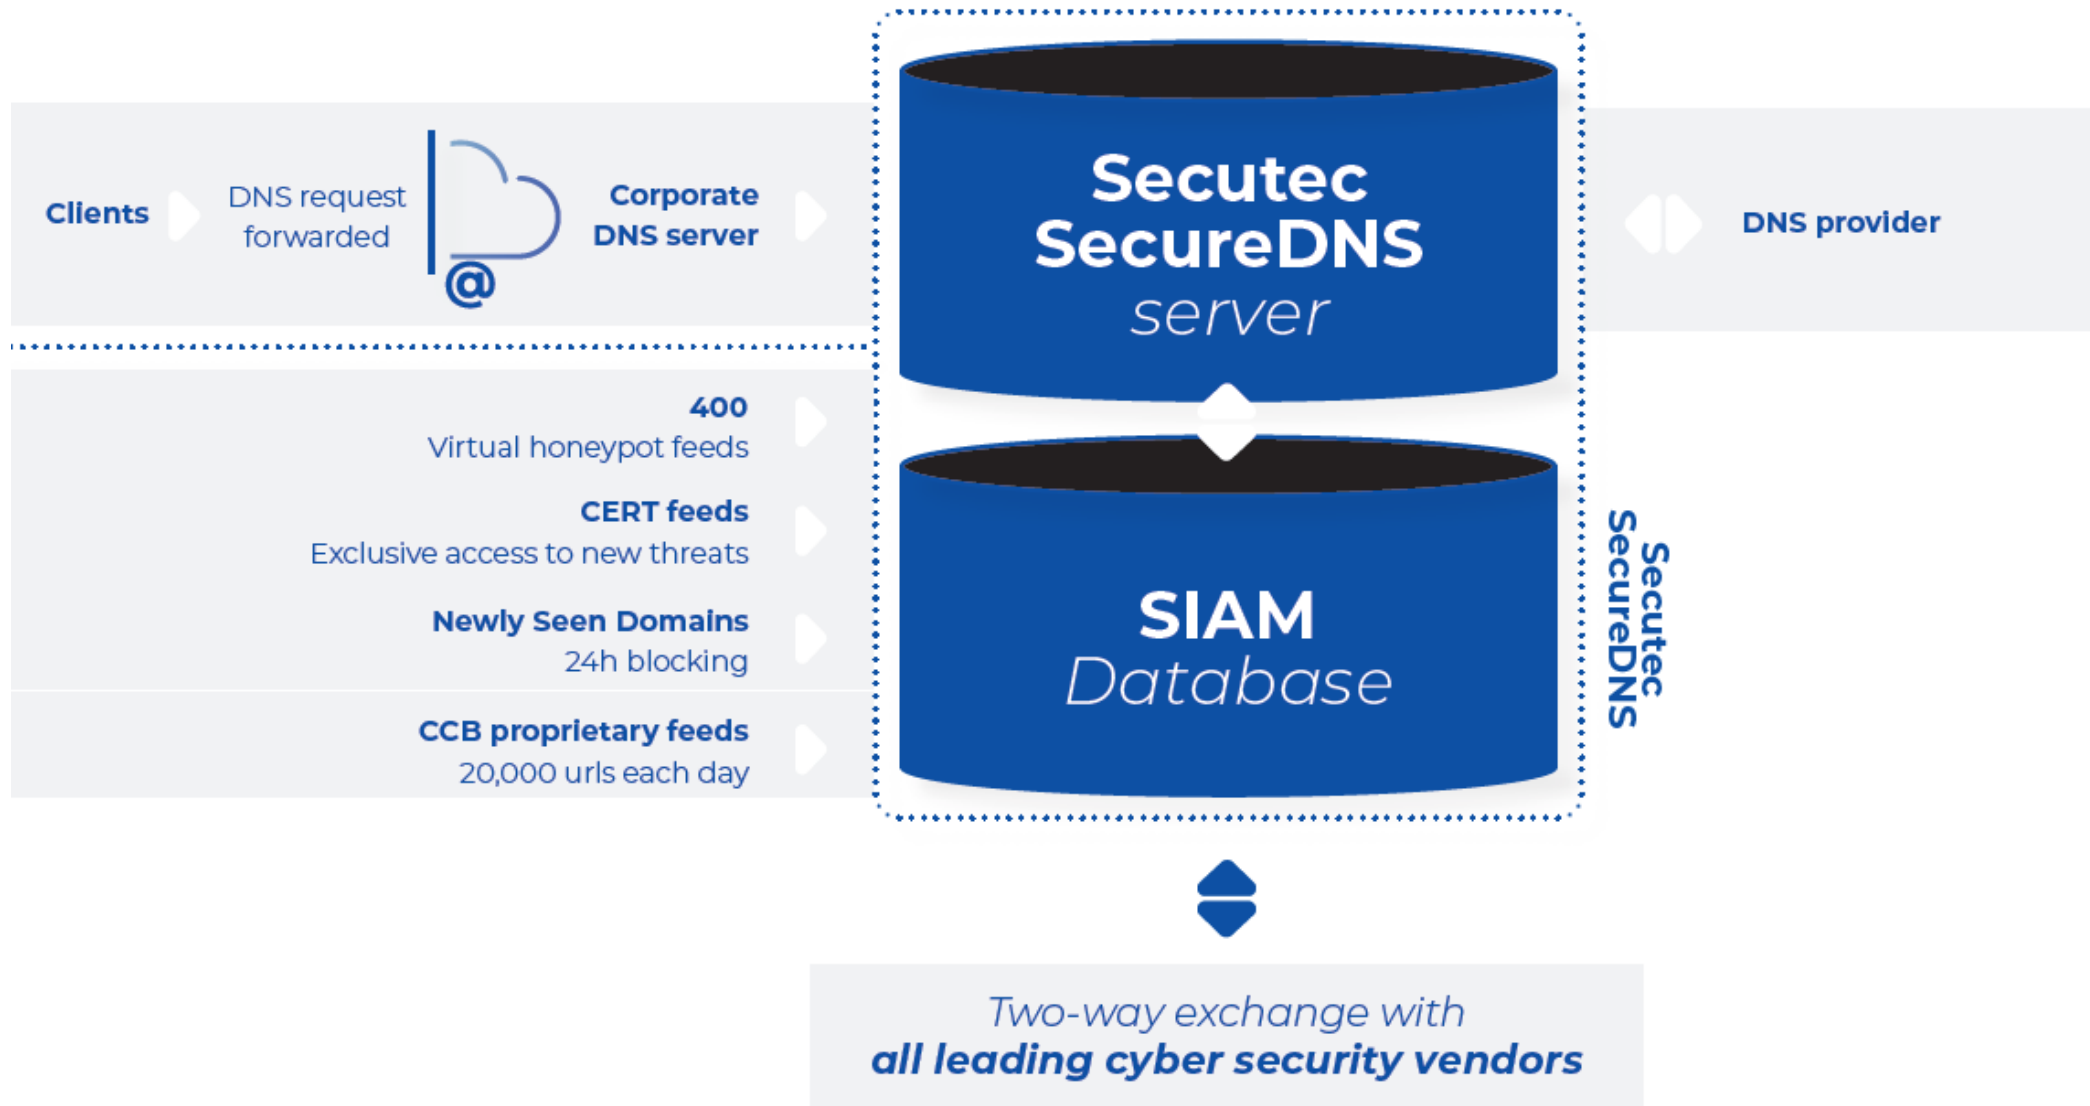 Clients
DNS request
forwarded
@
Corporate
DNS server
Secutec
SecureDNS
server
DNS provider
400
Virtual honeypot feeds
CERT feeds
Exclusive access to new threats
Newly Seen Domains
24h blocking
CCB proprietary feeds
20,000 urls each day
SIAM
Database
Secutec
SecureDNS
Two-way exchange with
all leading cyber security vendors